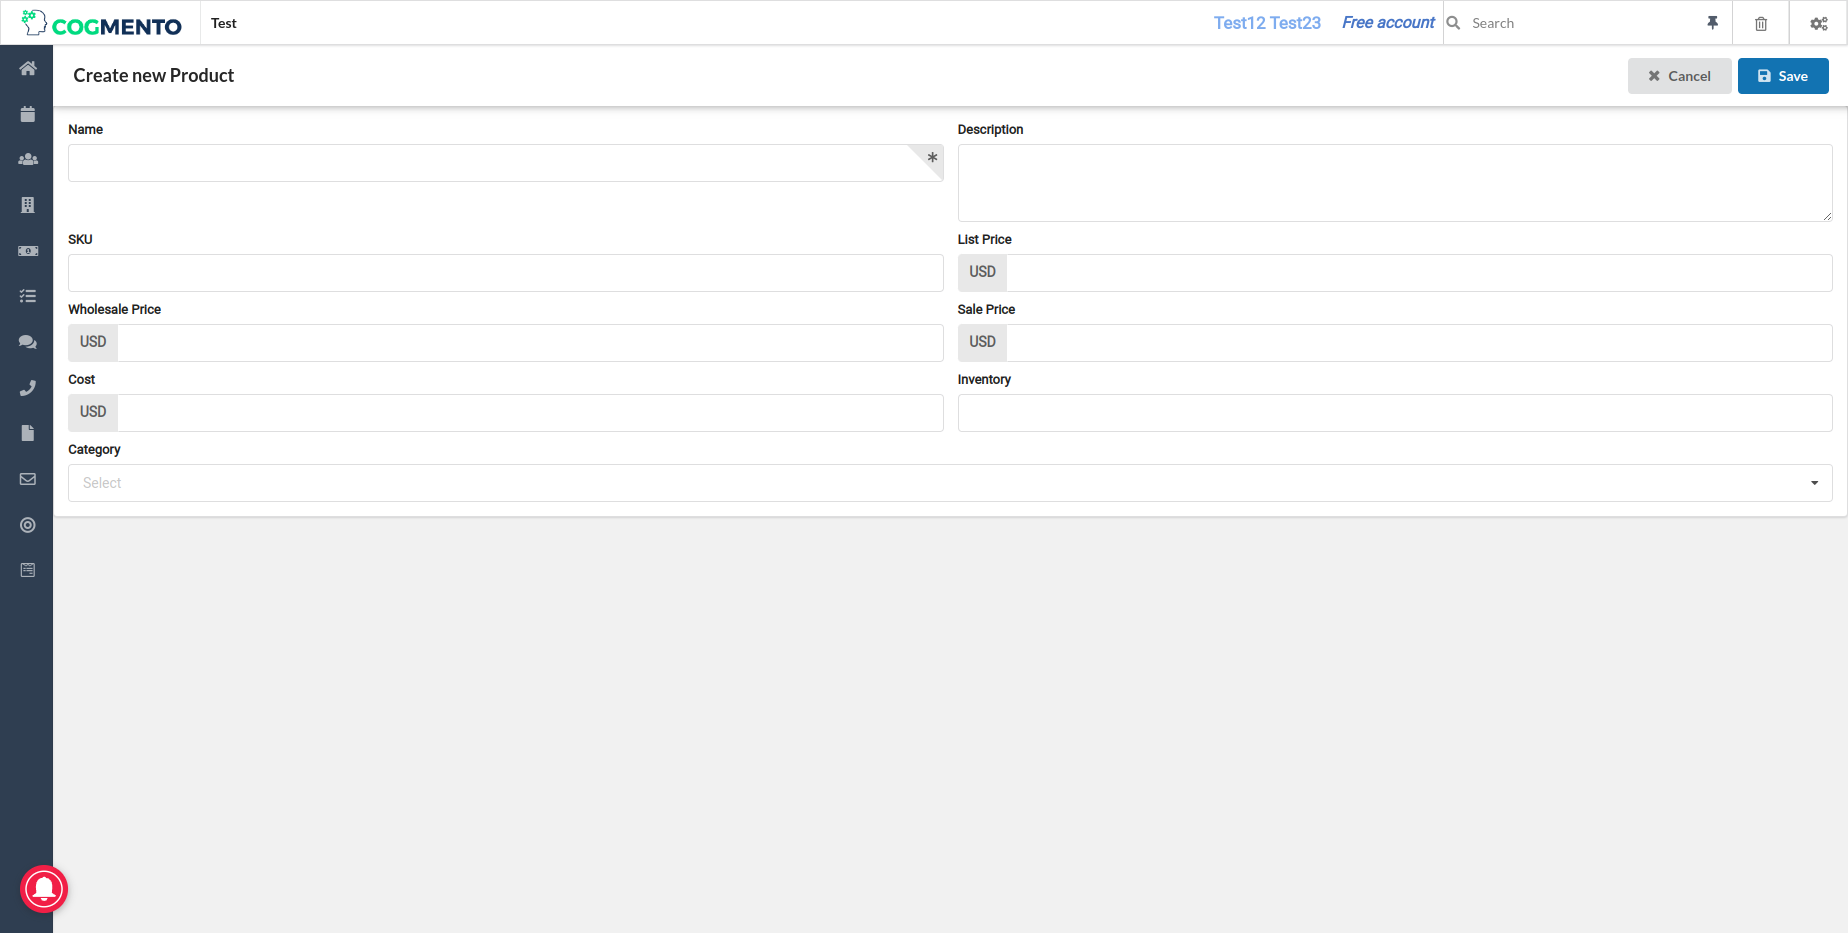 COGMENTO
Test
Test12 Test23
Free account
Search
Create new Product
Cancel
Save
Name
Description
SKU
List Price
USD
Wholesale Price
USD
Sale Price
USD
Cost
USD
Inventory
Category
Select